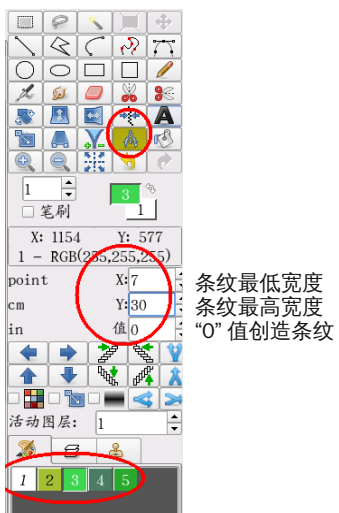 1
3
笔刷
1
X: 1154 Y: 577
1 - RGB(255,255,255)
point X: 7 条纹最低宽度
cm Y: 30 条纹最高宽度
in 值 0 “0” 值创造条纹
活动图层: 1
1 2 3 4 5